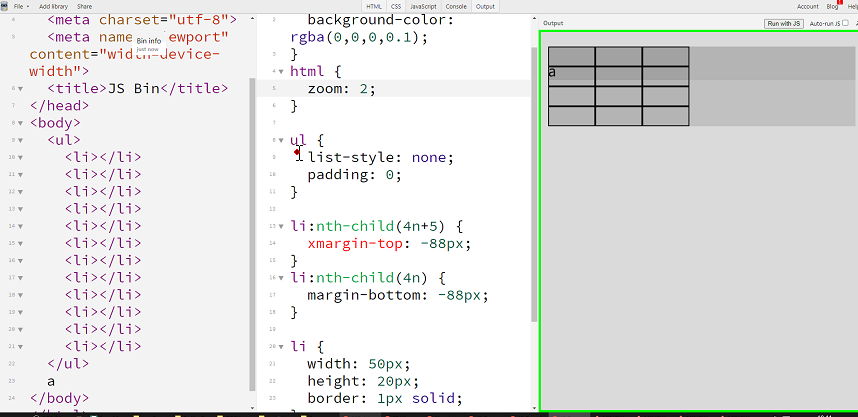 File Add library Share HTML CSS JavaScript Console Output Account Blog Help
Output Run with JS Auto-run JS
4 <meta charset="utf-8">
5 <meta name viewport"
content="width=device-
width">
6 <title>JS Bin</title>
7 </head>
8 <body>
9 <ul>
10 <li></li>
11 <li></li>
12 <li></li>
13 <li></li>
14 <li></li>
15 <li></li>
16 <li></li>
17 <li></li>
18 <li></li>
19 <li></li>
20 <li></li>
21 <li></li>
22 </ul>
23 a
24 </body>
Bin info
just now
2 background-color:
rgba(0,0,0,0.1);
3 }
4 html {
5 zoom: 2;
6 }
7
8 ul {
9 list-style: none;
10 padding: 0;
11 }
12
13 li:nth-child(4n+5) {
14 xmargin-top: -88px;
15 }
16 li:nth-child(4n) {
17 margin-bottom: -88px;
18 }
19
20 li {
21 width: 50px;
22 height: 20px;
23 border: 1px solid;
a